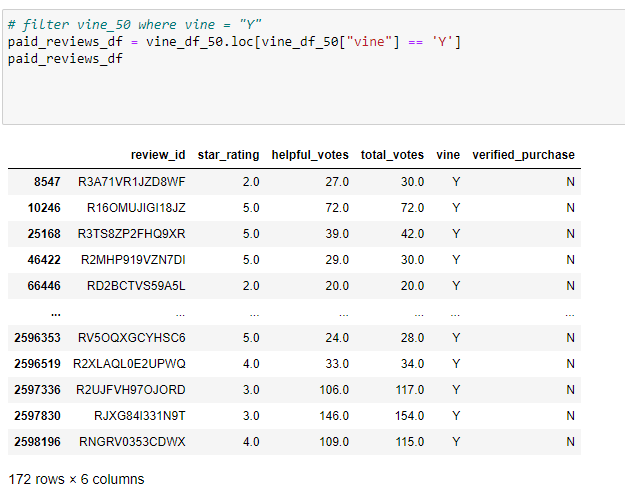 # filter vine_50 where vine = "Y"
paid_reviews_df = vine_df_50.loc[vine_df_50["vine"] == 'Y']
paid_reviews_df
review_id star_rating helpful_votes total_votes vine verified_purchase
8547 R3A71VR1JZD8WF 2.0 27.0 30.0 Y N
10246 R16OMUJIGI18JZ 5.0 72.0 72.0 Y N
25168 R3TS8ZP2FHQ9XR 5.0 39.0 42.0 Y N
46422 R2MHP919VZN7DI 5.0 29.0 30.0 Y N
66446 RD2BCTVS59A5L 2.0 20.0 20.0 Y N
... ... ... ... ... ... ...
2596353 RV5OQXGCYHSC6 5.0 24.0 28.0 Y N
2596519 R2XLAQL0E2UPWQ 4.0 33.0 34.0 Y N
2597336 R2UJFVH97OJORD 3.0 106.0 117.0 Y N
2597830 RJXG84I331N9T 3.0 146.0 154.0 Y N
2598196 RNGRV0353CDWX 4.0 109.0 115.0 Y N
172 rows × 6 columns